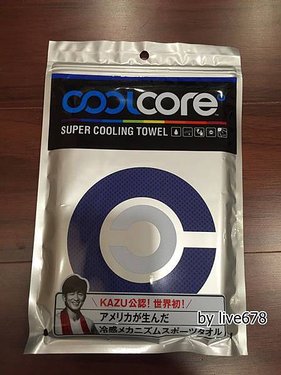 coolcore
SUPER COOLING TOWEL
KAZU公認!世界初!
アメリカが生んだ
冷感メカニズムスポーツタオル
by live678